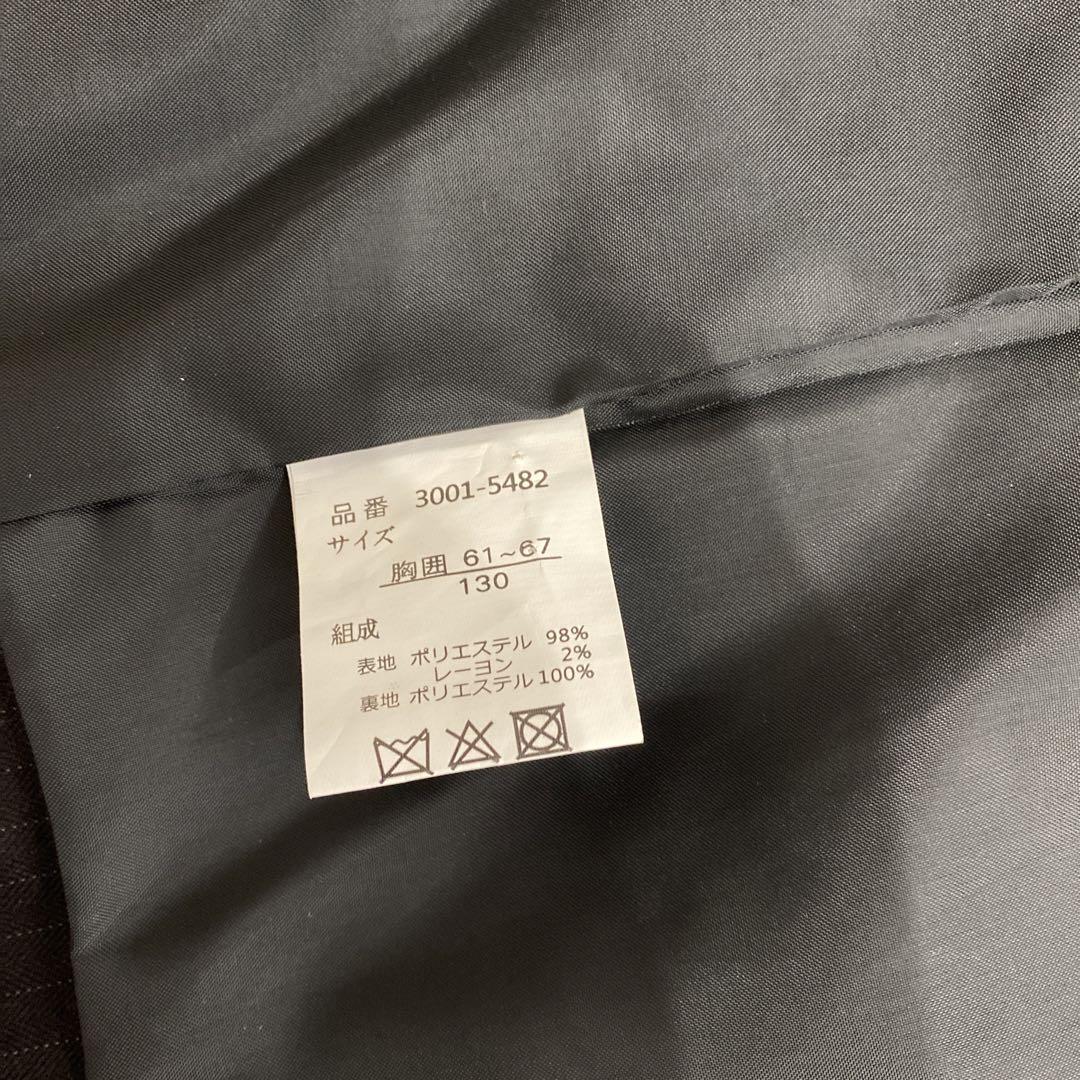 品番 3001-5482
サイズ
胸囲 61~67
130
組成
表地 ポリエステル 98%
レーヨン 2%
裏地 ポリエステル 100%